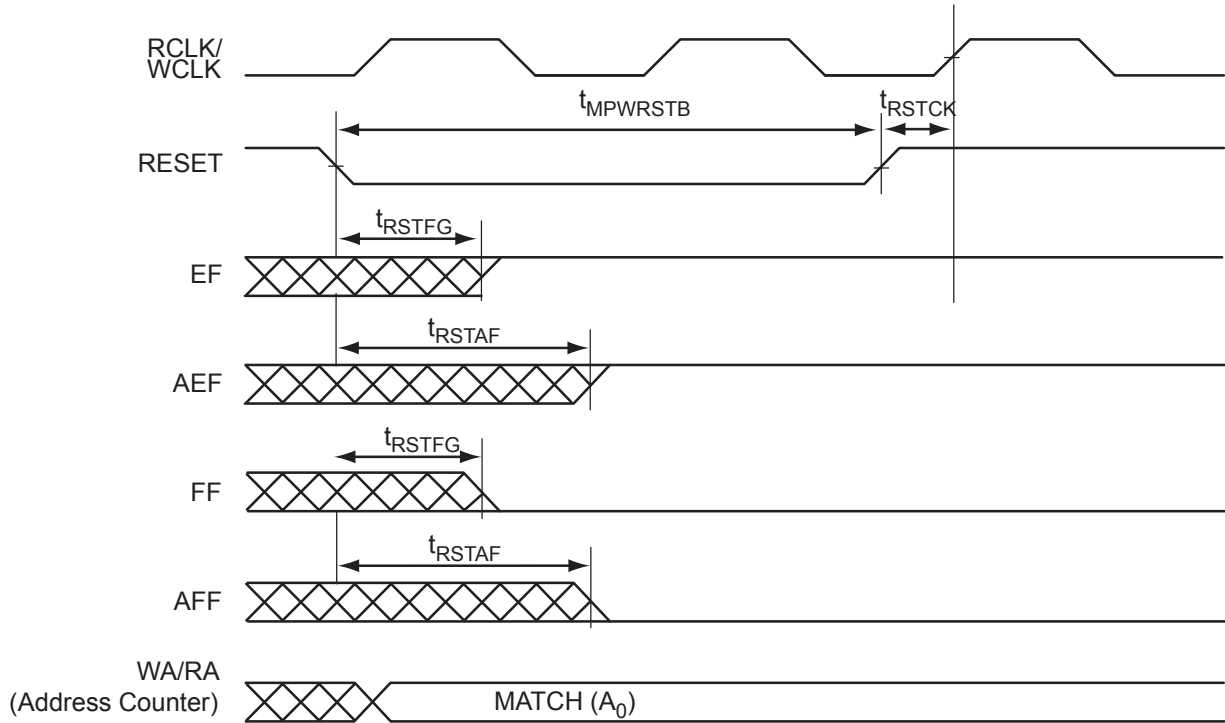 RCLK/
WCLK
tMPWRSTB
tRSTCK
RESET
tRSTFG
EF
tRSTAF
AEF
tRSTFG
FF
tRSTAF
AFF
WA/RA
(Address Counter)
MATCH (A0)